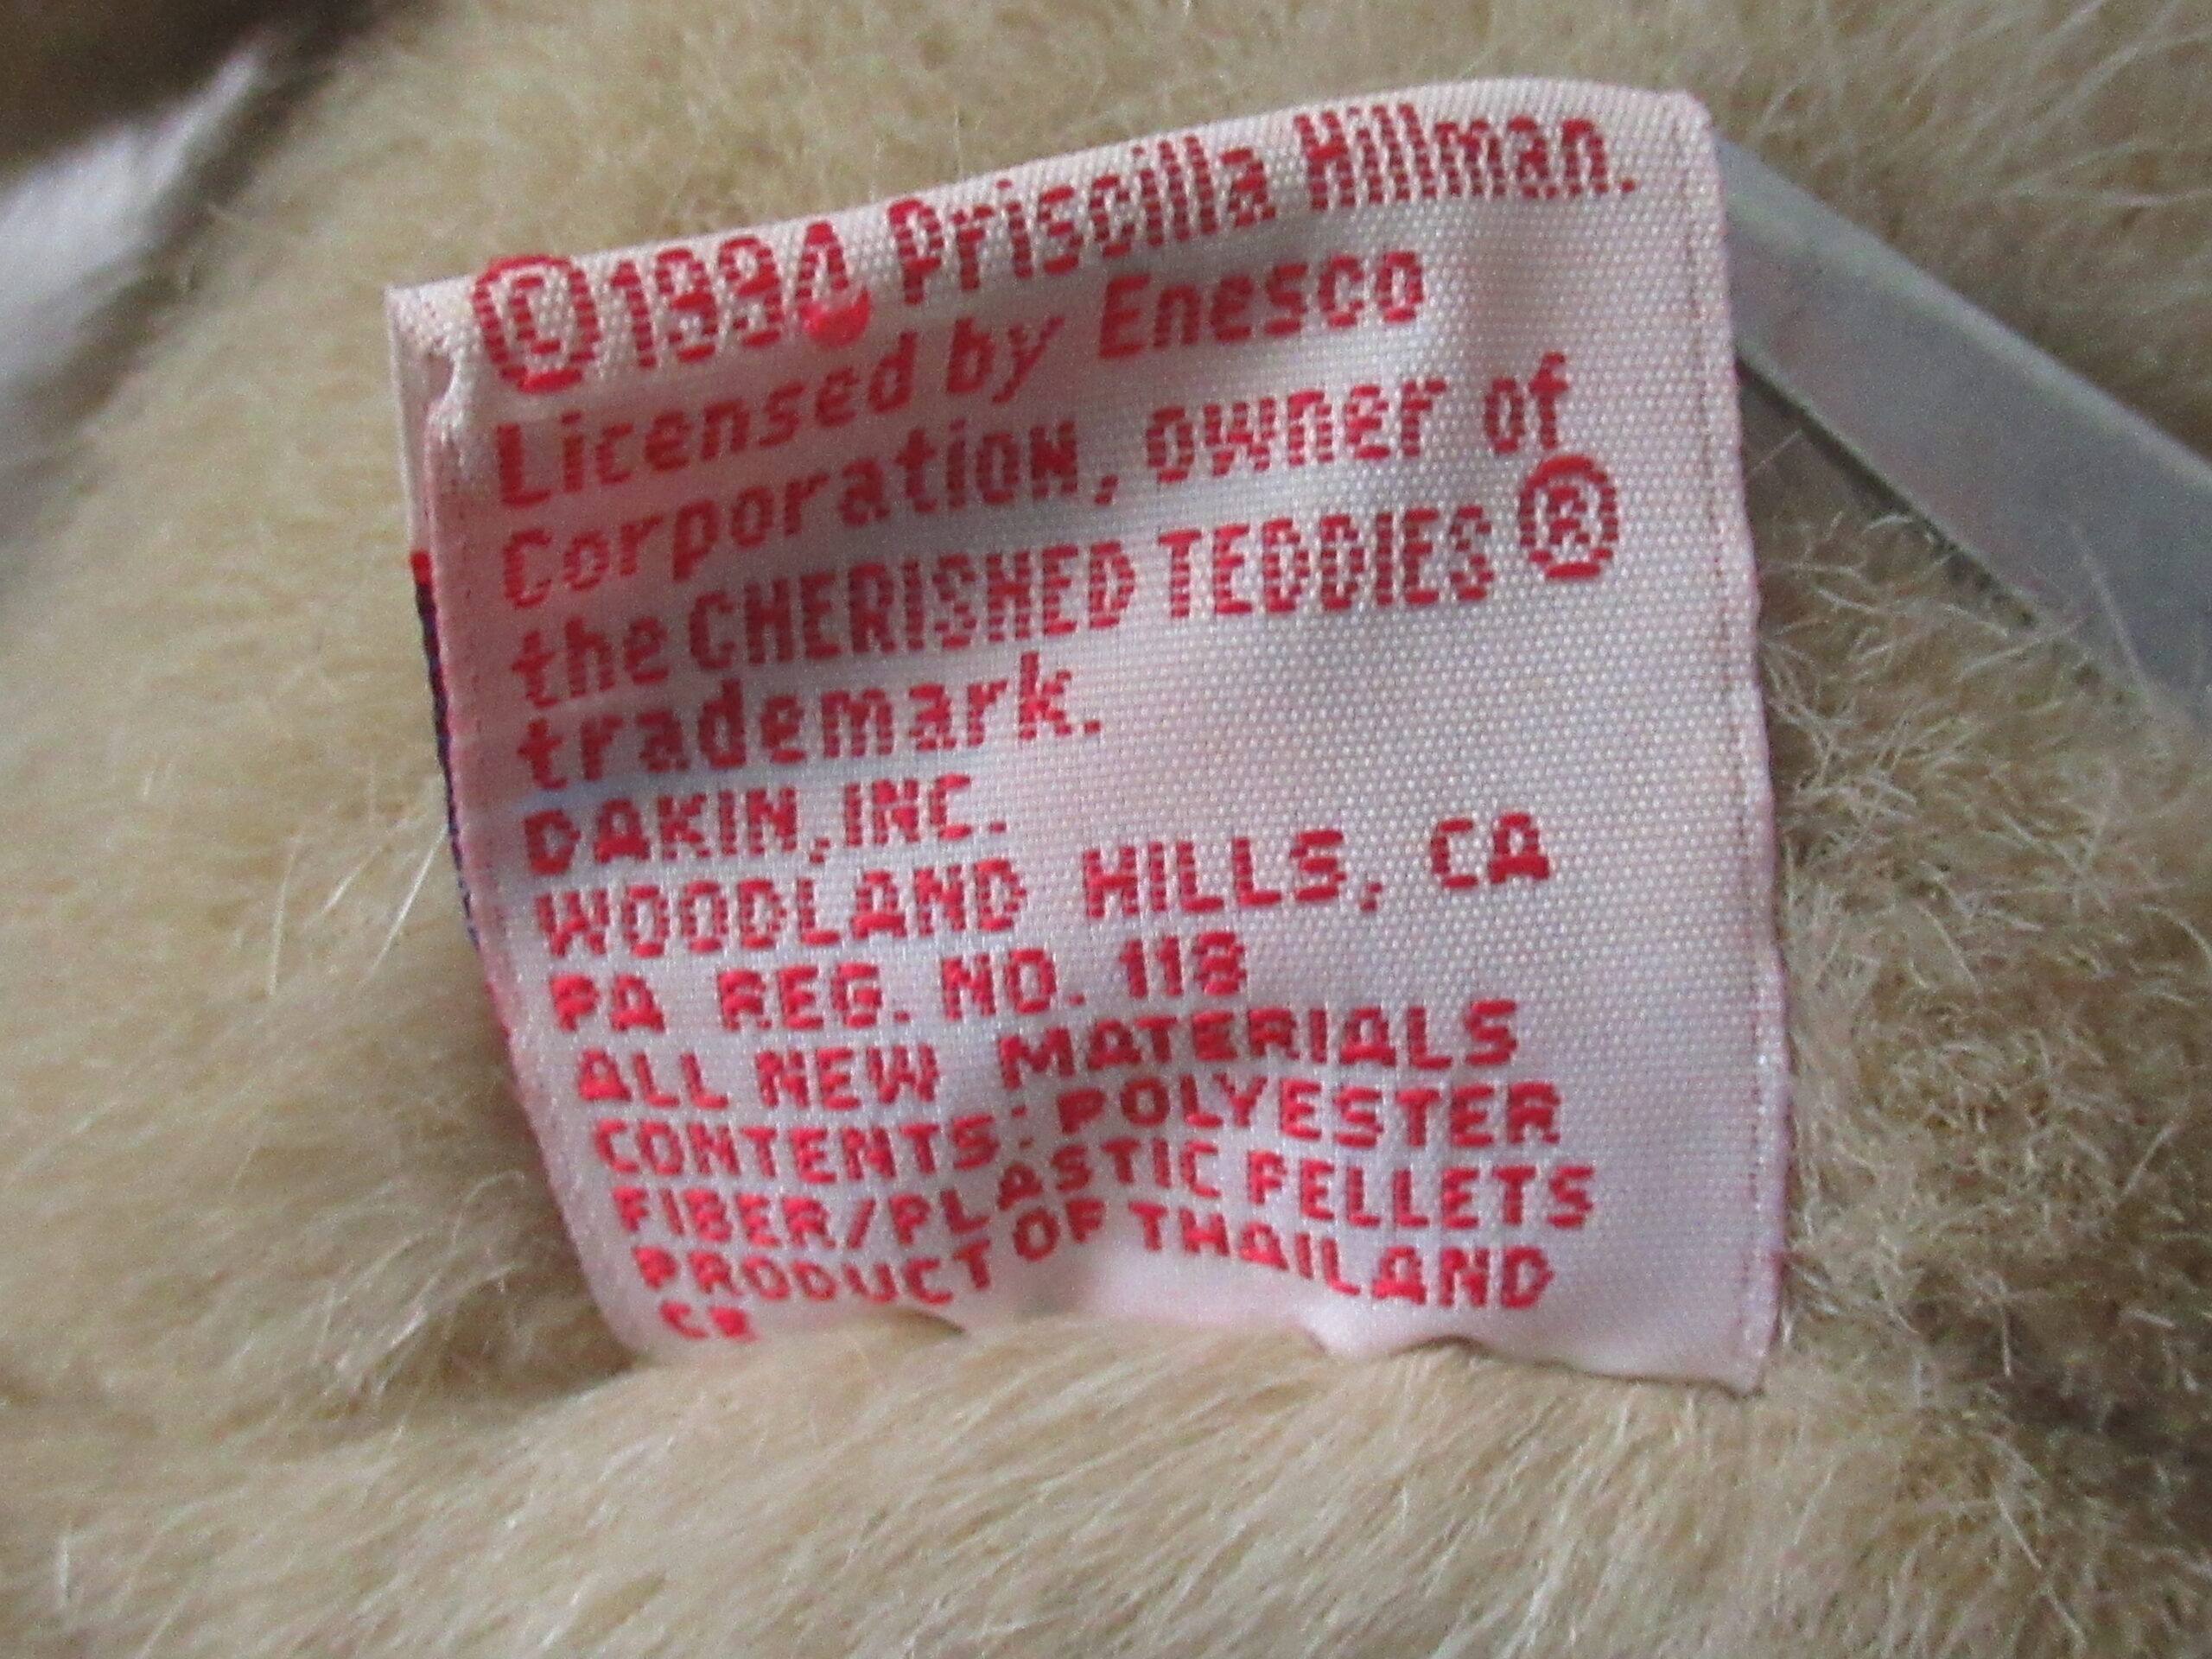 ©1994 Priscilla Hillman.
Licensed by Enesco
Corporation, owner of
the CHERISHED TEDDIES®
trademark.
DAKIN, INC.
WOODLAND HILLS, CA
PA REG. NO. 118
ALL NEW MATERIALS
CONTENTS: POLYESTER
FIBER/PLASTIC PELLETS
PRODUCT OF THAILAND